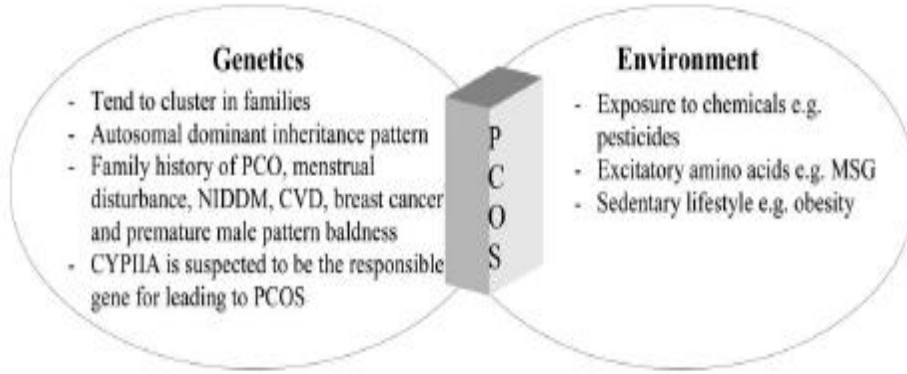 Genetics
- Tend to cluster in families
- Autosomal dominant inheritance pattern
- Family history of PCO, menstrual
disturbance, NIDDM, CVD, breast cancer
and premature male pattern baldness
- CYPIIA is suspected to be the responsible
gene for leading to PCOS
P
C
O
S
Environment
- Exposure to chemicals e.g.
pesticides
- Excitatory amino acids e.g. MSG
- Sedentary lifestyle e.g. obesity